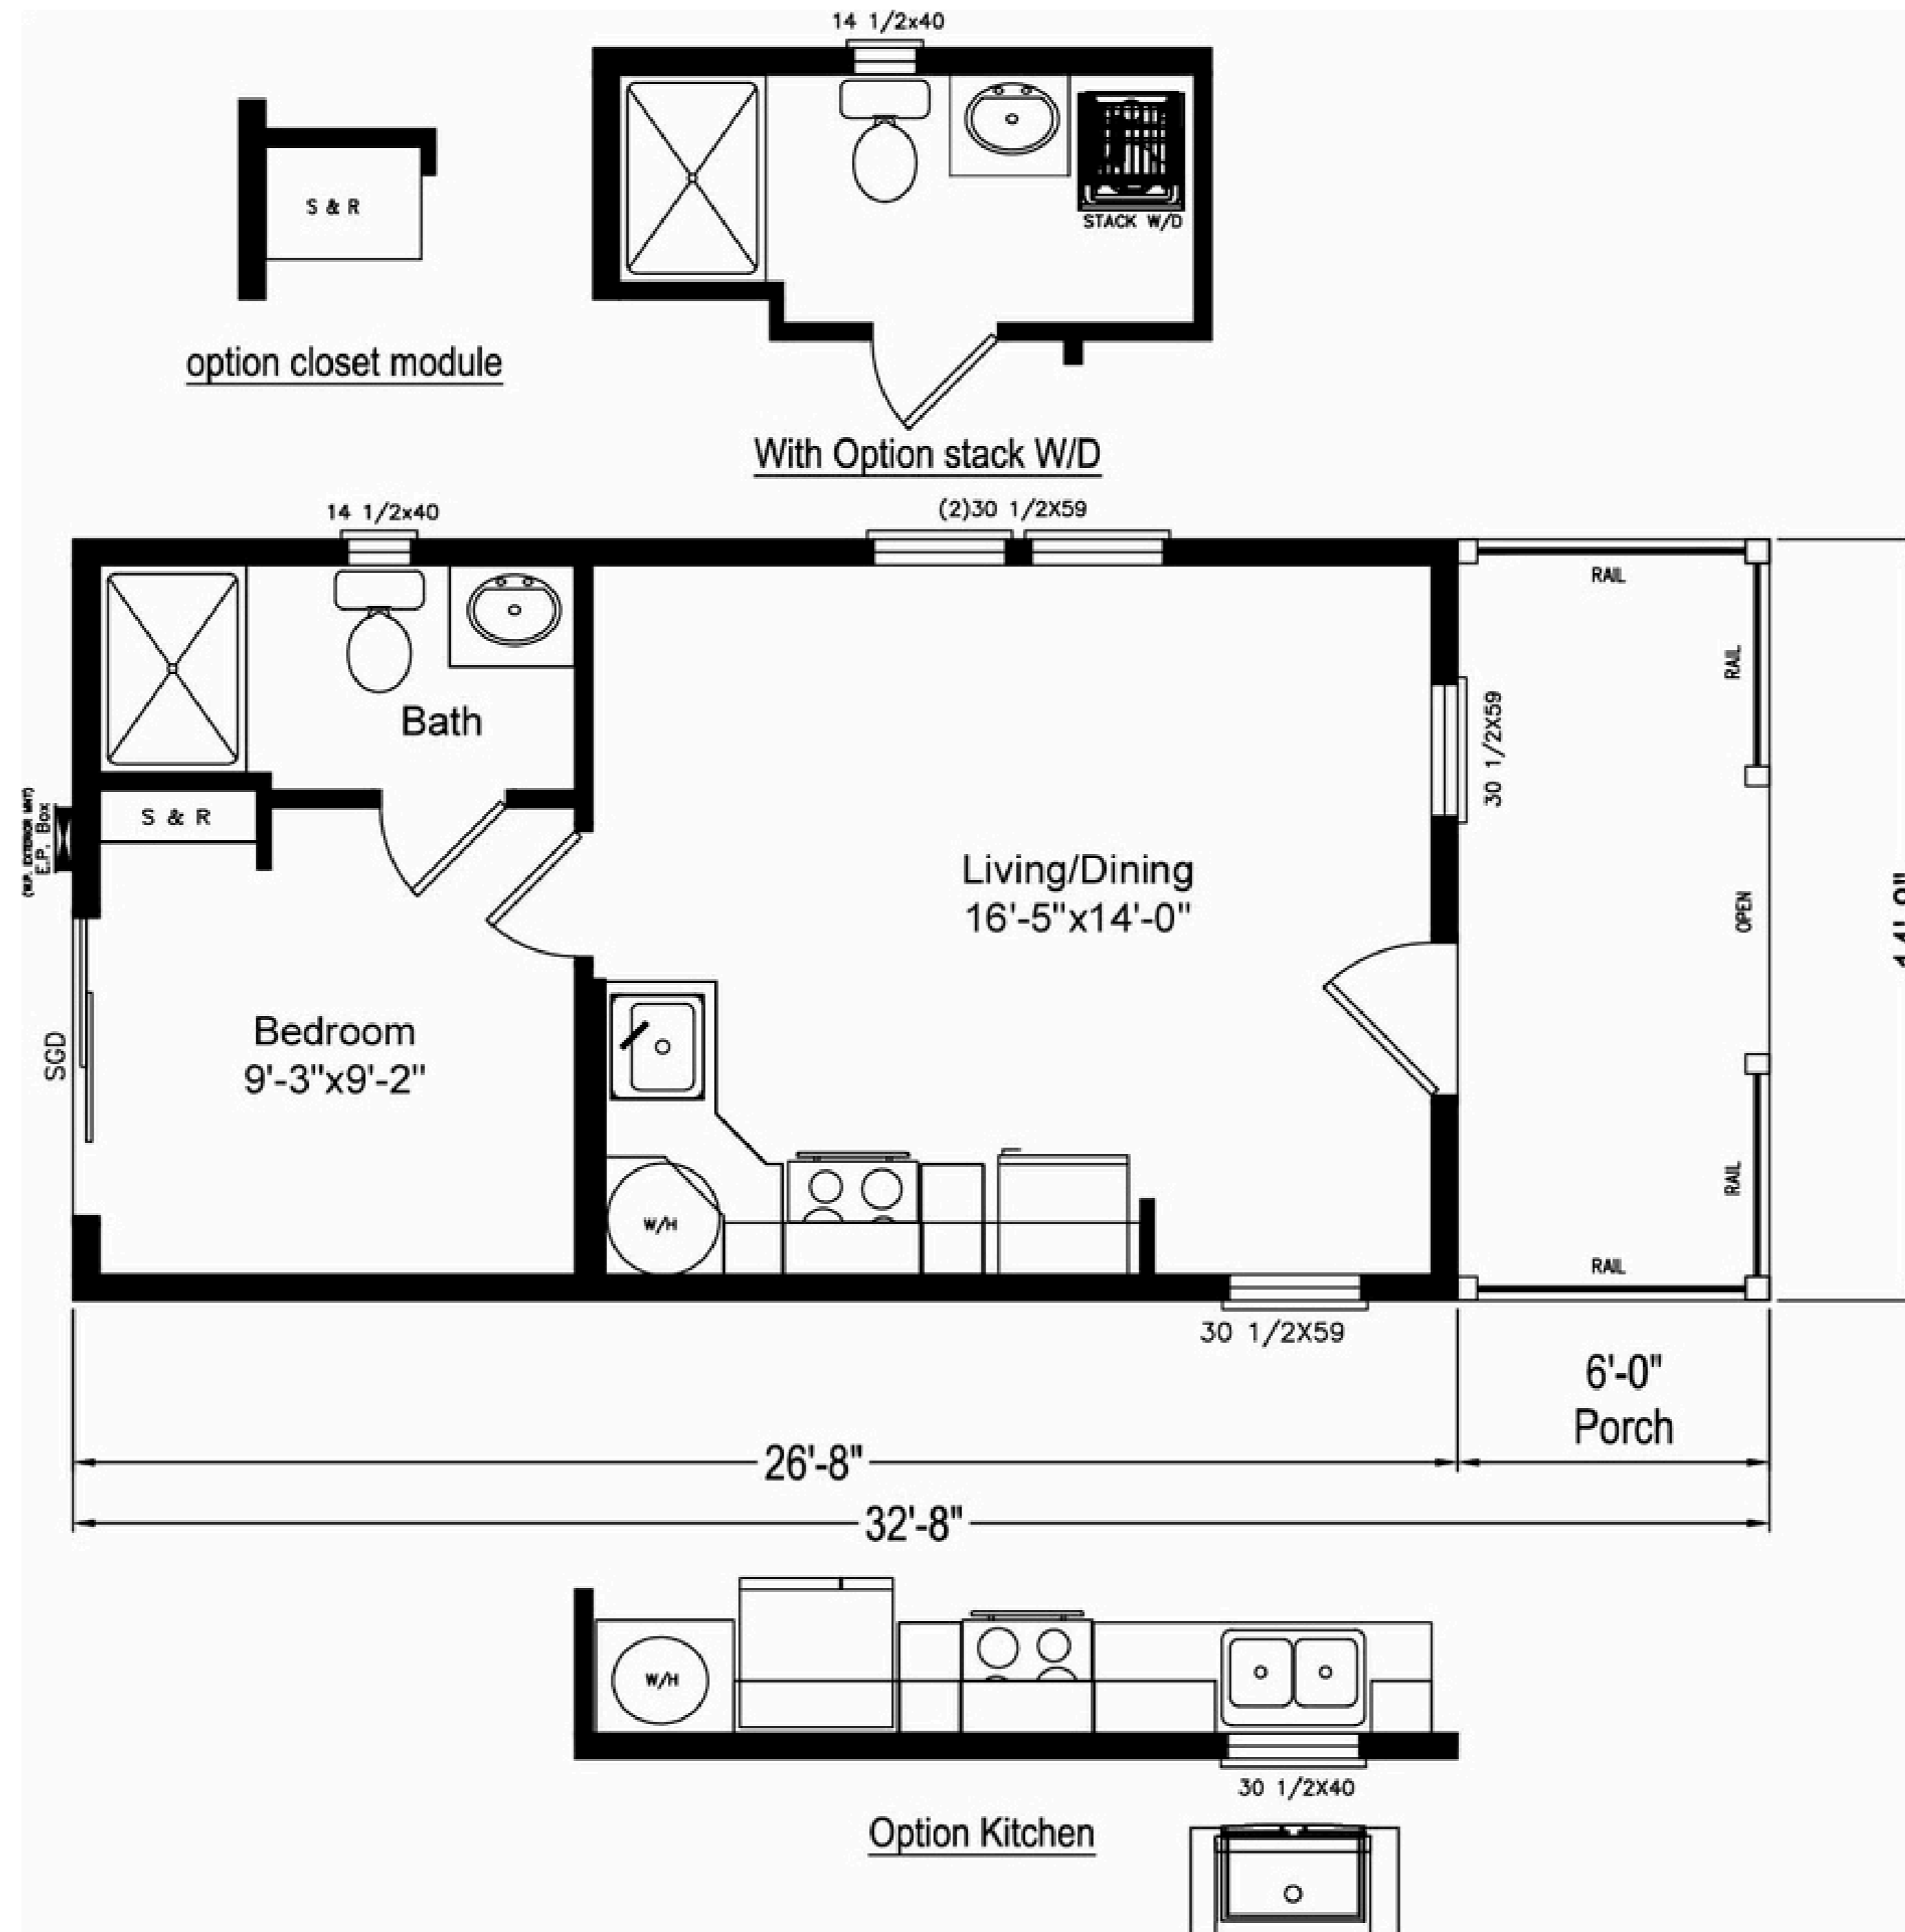 14 1/2x40
S & R
STACK W/D
option closet module
With Option stack W/D
14 1/2x40
(2)30 1/2X59
RAIL
RAIL
Bath
30 1/2X59
(W.P. EXTERIOR MNT)
E.P. Box
S & R
Living/Dining
16'-5"x14'-0"
OPEN
Bedroom
9'-3"x9'-2"
SGD
RAIL
W/H
RAIL
30 1/2X59
6'-0"
Porch
26'-8"
32'-8"
W/H
30 1/2X40
Option Kitchen